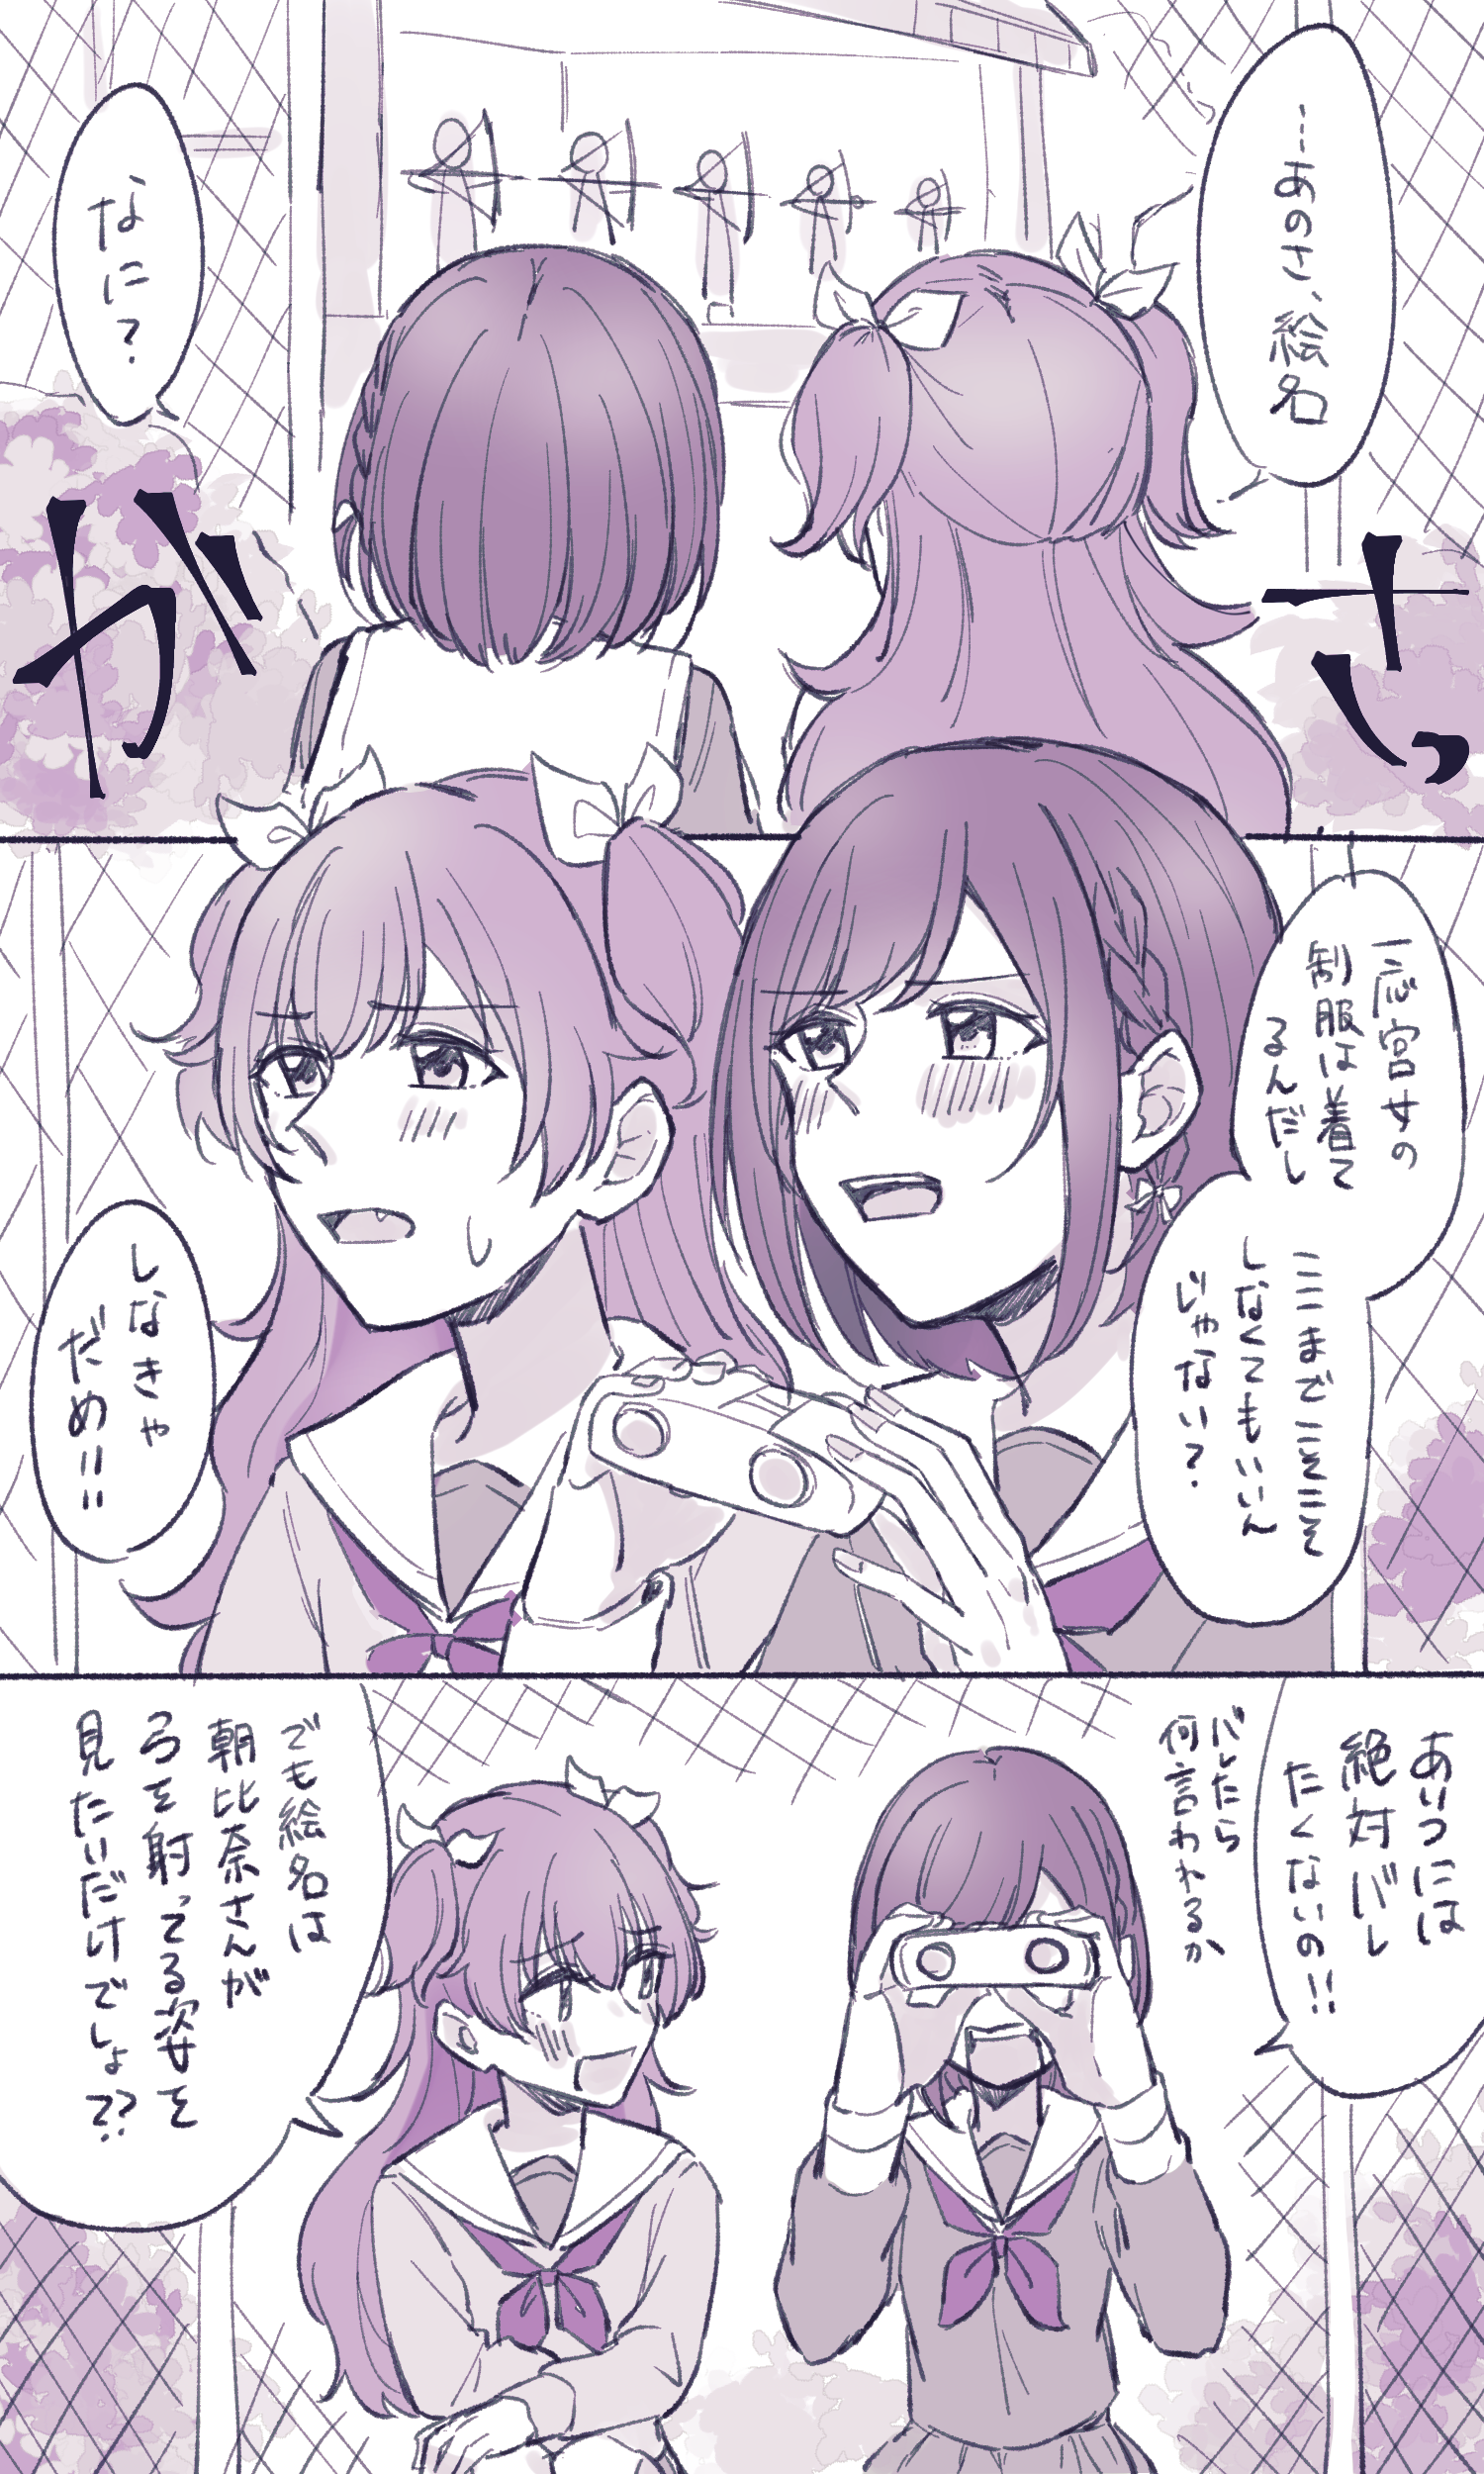 ……あのさ、絵名
なに？
がさっ
一応宮女の
制服は着て
るんだし
ここまでこそこそ
しなくてもいいん
じゃない？
しなきゃ
だめ!!
あいつには
絶対バレ
たくないの!!
バレたら
何言われるか
でも絵名は
朝比奈さんが
弓を射ってる姿を
見たいだけでしょ??